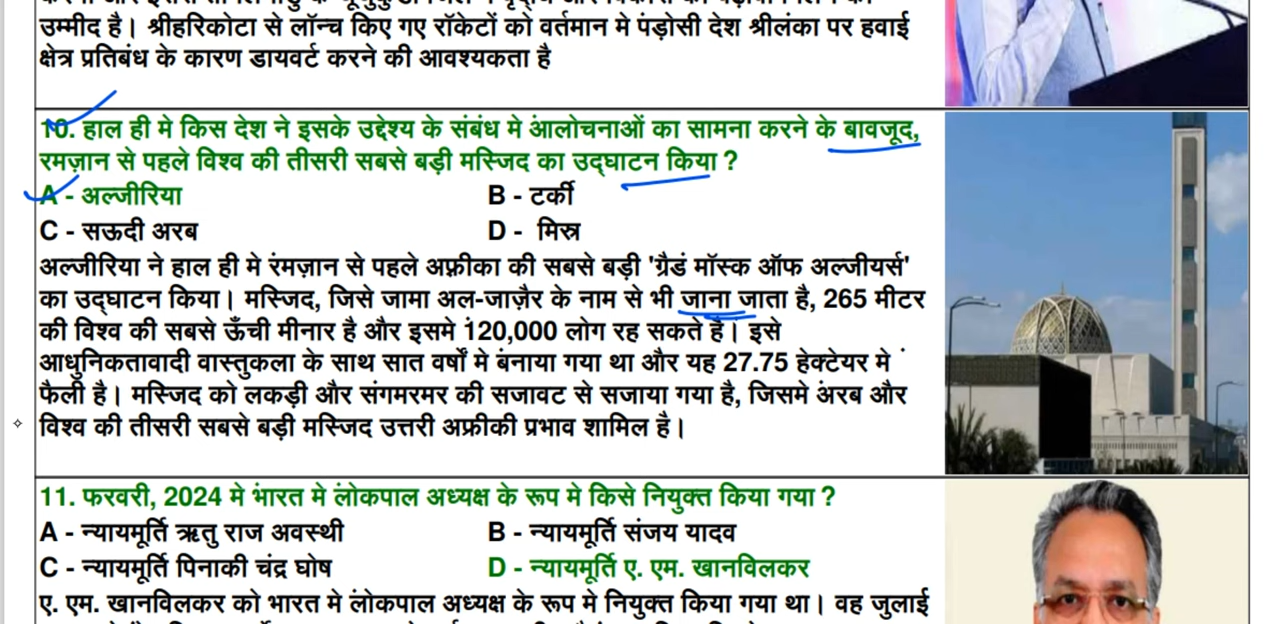 उम्मीद है। श्रीहरिकोटा से लॉन्च किए गए रॉकेटों को वर्तमान मे पंड़ोसी देश श्रीलंका पर हवाई
क्षेत्र प्रतिबंध के कारण डायवर्ट करने की आवश्यकता है
10. हाल ही मे किस देश ने इसके उद्देश्य के संबंध मे आंलोचनाओं का सामना करने के बावजूद,
रमज़ान से पहले विश्व की तीसरी सबसे बड़ी मस्जिद का उद्घाटन किया ?
A - अल्जीरिया B - टर्की
C - सऊदी अरब D - मिस्र
अल्जीरिया ने हाल ही मे रंमज़ान से पहले अफ़्रीका की सबसे बड़ी 'ग्रैडं मॉस्क ऑफ अल्जीयर्स'
का उद्घाटन किया। मस्जिद, जिसे जामा अल-जाज़ैर के नाम से भी जाना जाता है, 265 मीटर
की विश्व की सबसे ऊँची मीनार है और इसमे 120,000 लोग रह सकते हैं। इसे
आधुनिकतावादी वास्तुकला के साथ सात वर्षों मे बंनाया गया था और यह 27.75 हेक्टेयर मे
फैली है। मस्जिद को लकड़ी और संगमरमर की सजावट से सजाया गया है, जिसमे अंरब और
विश्व की तीसरी सबसे बड़ी मस्जिद उत्तरी अफ्रीकी प्रभाव शामिल है।
11. फरवरी, 2024 मे भंारत मे लोंकपाल अध्यक्ष के रूप मे किसे नियुक्त किया गया ?
A - न्यायमूर्ति ऋतु राज अवस्थी B - न्यायमूर्ति संजय यादव
C - न्यायमूर्ति पिनाकी चंद्र घोष D - न्यायमूर्ति ए. एम. खानविलकर
ए. एम. खानविलकर को भारत मे लोंकपाल अध्यक्ष के रूप मे नियुक्त किया गया था। वह जुलाई